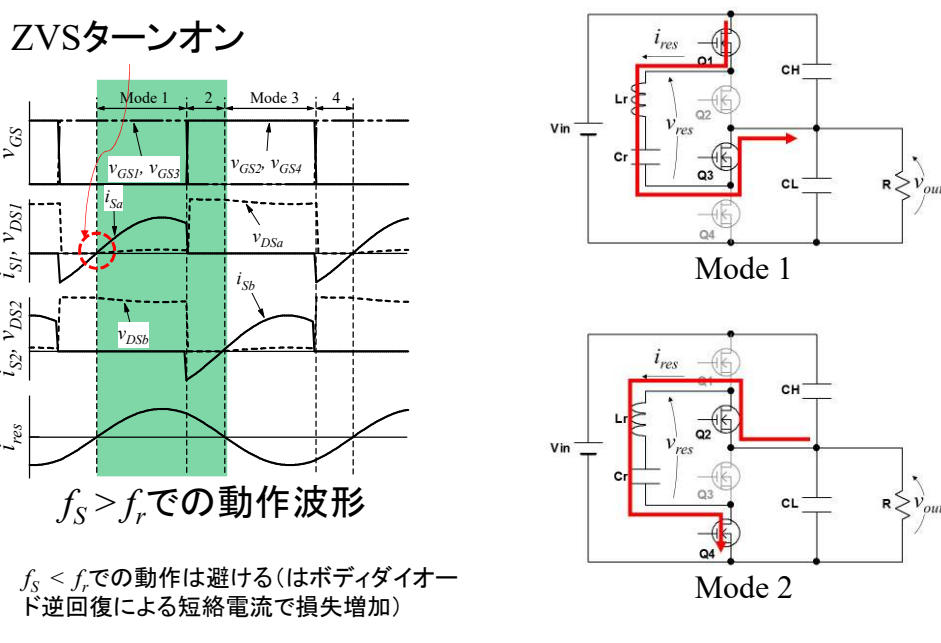 ZVSターンオン
Mode 1
2
Mode 3
4
vGS
vGS1, vGS3
vGS2, vGS4
iS1, vDS1
iSa
vDSa
iS2, vDS2
iSb
vDSb
ires
fS > frでの動作波形
fS < frでの動作は避ける（はボディダイオー
ド逆回復による短絡電流で損失増加）
ires
Q1
CH
Lr
Q2
Vin
vres
Cr
Q3
CL
R
vout
Q4
Mode 1
ires
Q1
CH
Lr
Q2
Vin
vres
Cr
Q3
CL
R
vout
Q4
Mode 2